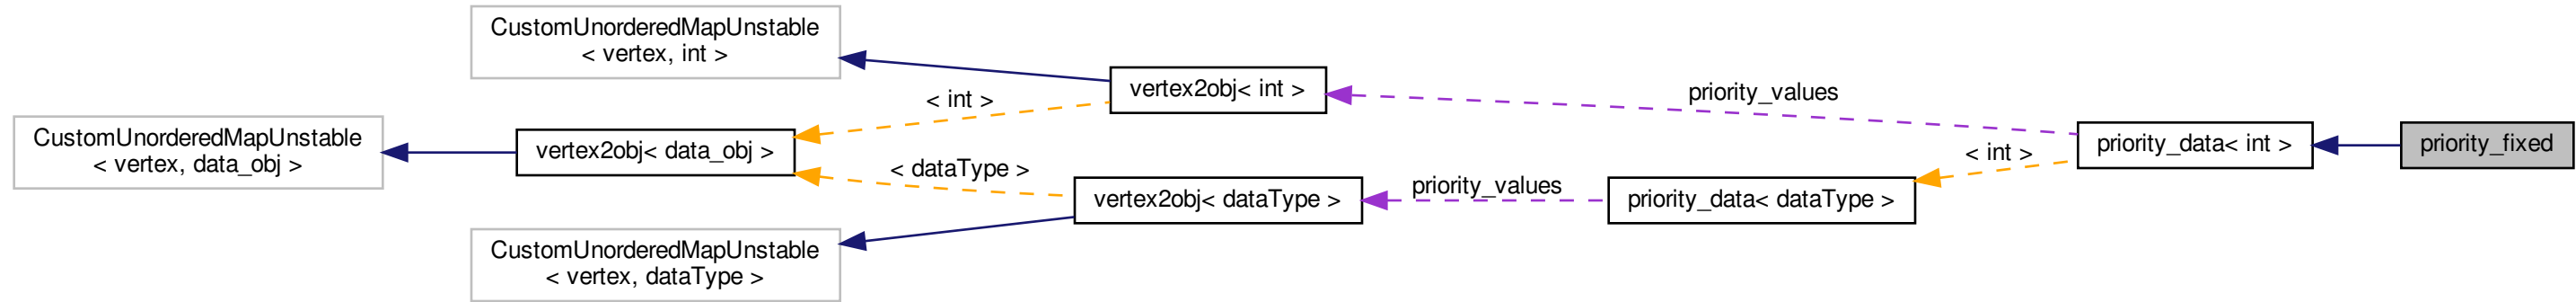 CustomUnorderedMapUnstable
< vertex, int >
CustomUnorderedMapUnstable
< vertex, data_obj >
vertex2obj< data_obj >
CustomUnorderedMapUnstable
< vertex, dataType >
< int >
< dataType >
vertex2obj< int >
vertex2obj< dataType >
priority_values
priority_values
priority_data< dataType >
< int >
priority_data< int >
priority_fixed